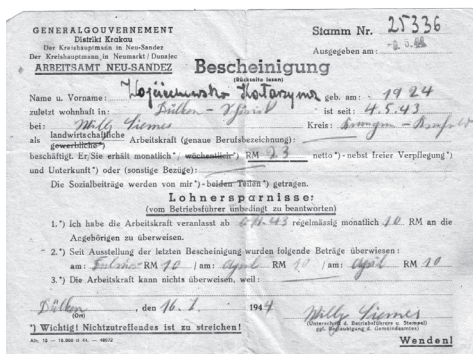 GENERALGOUVERNEMENT
Distrikt Krakau
Der Kreishauptmann in Neu-Sandez
Der Kreishauptmann in Neumarkt / Dunajec
ARBEITSAMT NEU-SANDEZ
Stamm Nr. 25336
Ausgegeben am:
Bescheinigung
(Rückseite lesen)
Name u. Vorname: Katarzyna geb. am: 1924
zuletzt wohnhaft in: Dülken ist seit: 4.5.43
bei: Willy Siemes Kreis:
als landwirtschaftliche gewerbliche*) Arbeitskraft (genaue Berufsbezeichnung):
beschäftigt. Er/Sie erhält monatlich*) wöchentlich*) RM 23 netto*) - nebst freier Verpflegung*)
und Unterkunft*) oder (sonstige Bezüge):
Die Sozialbeiträge werden von mir*) - beiden Teilen*) getragen.
Lohnersparnisse:
(vom Betriebsführer unbedingt zu beantworten)
1.*) Ich habe die Arbeitskraft veranlasst ab 43 regelmässig monatlich 10 RM an die
Angehörigen zu überweisen.
2.*) Seit Ausstellung der letzten Bescheinigung wurden folgende Beträge überwiesen:
am: RM 10 / am: April RM 10 / am: April RM 10
3.*) Die Arbeitskraft kann nichts überweisen, weil:
Dülken, den 16. 1. 1944 Willy Siemes
(Ort) (Unterschrift d. Betriebsführers u. Stempel)
ggf. Beglaubigung d. Gemeindeamtes)
*) Wichtig! Nichtzutreffendes ist zu streichen!
Wenden!